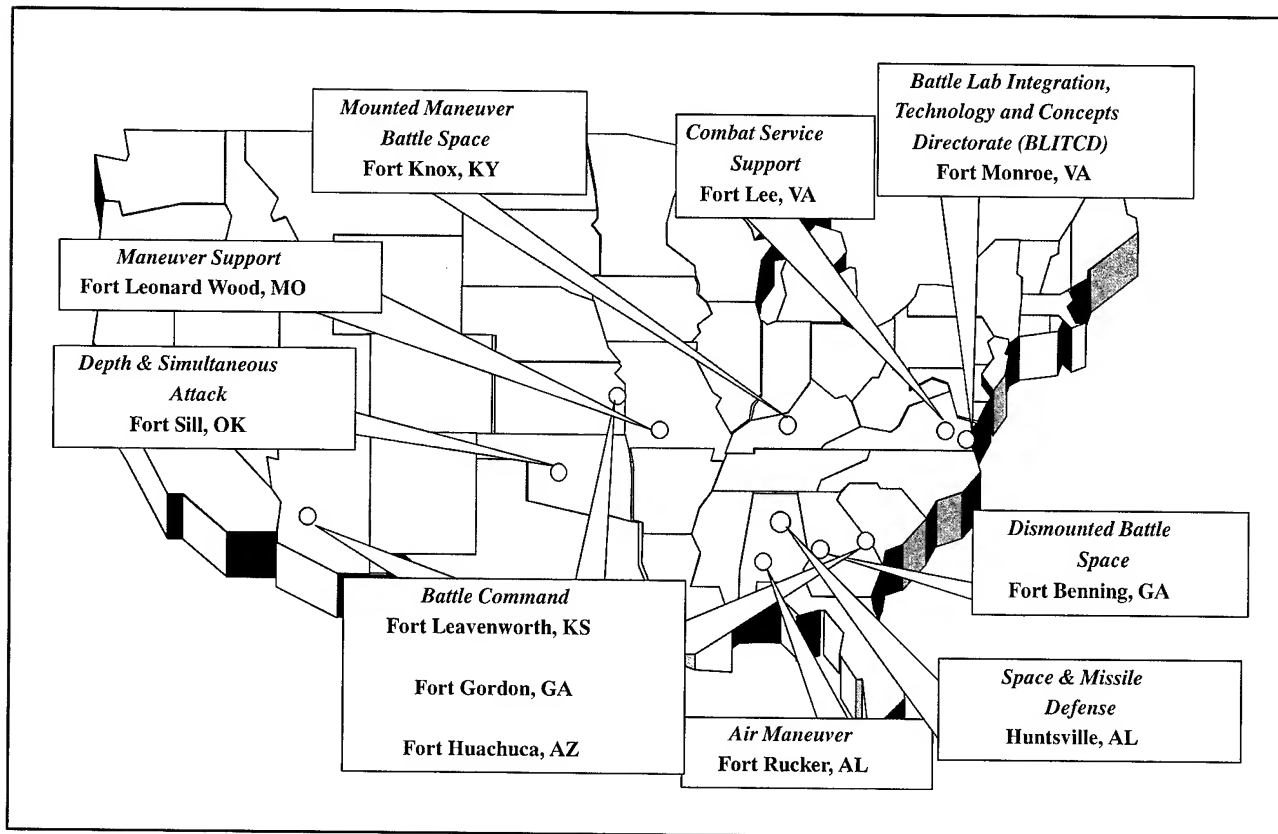 Mounted Maneuver
Battle Space
Fort Knox, KY
Combat Service
Support
Fort Lee, VA
Battle Lab Integration,
Technology and Concepts
Directorate (BLITCD)
Fort Monroe, VA
Maneuver Support
Fort Leonard Wood, MO
Depth & Simultaneous
Attack
Fort Sill, OK
Battle Command
Fort Leavenworth, KS
Fort Gordon, GA
Fort Huachuca, AZ
Air Maneuver
Fort Rucker, AL
Dismounted Battle
Space
Fort Benning, GA
Space & Missile
Defense
Huntsville, AL